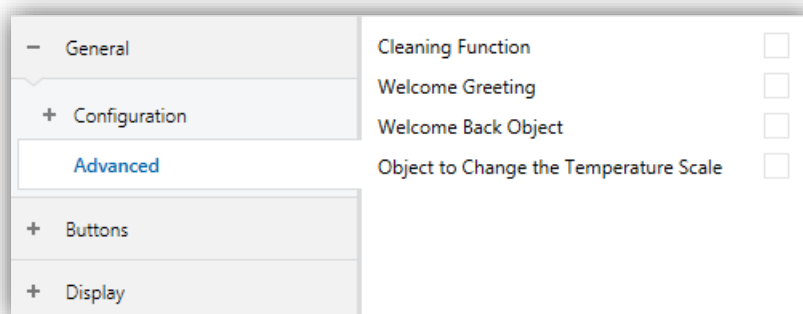 General
Configuration
Advanced
Buttons
Display
Cleaning Function
Welcome Greeting
Welcome Back Object
Object to Change the Temperature Scale